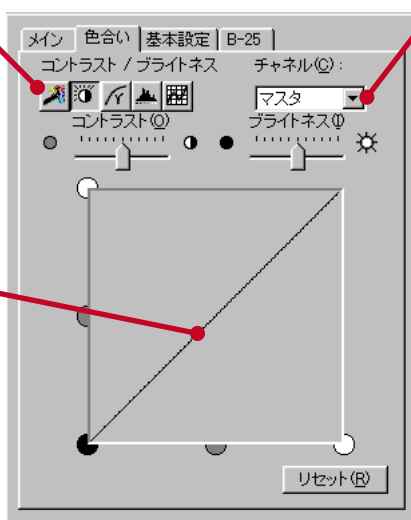 メイン 色合い 基本設定 B-25
コントラスト / ブライトネス チャネル(C):
マスタ
コントラスト(O) ブライトネス(I)
リセット(R)